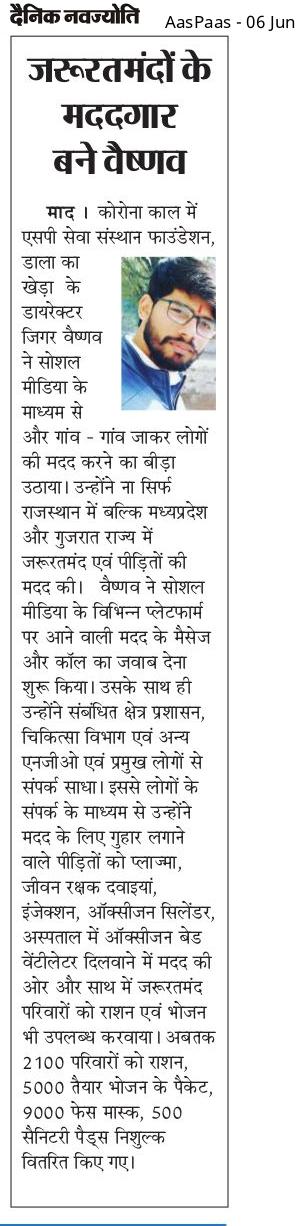 दैनिक नवज्योति
AasPaas - 06 Jun
जरूरतमंदों के
मददगार
बने वैष्णव
माद । कोरोना काल में
एसपी सेवा संस्थान फाउंडेशन,
डाला का
खेड़ा के
डायरेक्टर
जिगर वैष्णव
ने सोशल
मीडिया के
माध्यम से
और गांव - गांव जाकर लोगों
की मदद करने का बीड़ा
उठाया। उन्होंने ना सिर्फ
राजस्थान में बल्कि मध्यप्रदेश
और गुजरात राज्य में
जरूरतमंद एवं पीड़ितों की
मदद की। वैष्णव ने सोशल
मीडिया के विभिन्न प्लेटफार्म
पर आने वाली मदद के मैसेज
और कॉल का जवाब देना
शुरू किया। उसके साथ ही
उन्होंने संबंधित क्षेत्र प्रशासन,
चिकित्सा विभाग एवं अन्य
एनजीओ एवं प्रमुख लोगों से
संपर्क साधा। इससे लोगों के
संपर्क के माध्यम से उन्होंने
मदद के लिए गुहार लगाने
वाले पीड़ितों को प्लाज्मा,
जीवन रक्षक दवाइयां,
इंजेक्शन, ऑक्सीजन सिलेंडर,
अस्पताल में ऑक्सीजन बेड
वेंटीलेटर दिलवाने में मदद की
ओर और साथ में जरूरतमंद
परिवारों को राशन एवं भोजन
भी उपलब्ध करवाया। अबतक
2100 परिवारों को राशन,
5000 तैयार भोजन के पैकेट,
9000 फेस मास्क, 500
सैनिटरी पैड्स निशुल्क
वितरित किए गए।